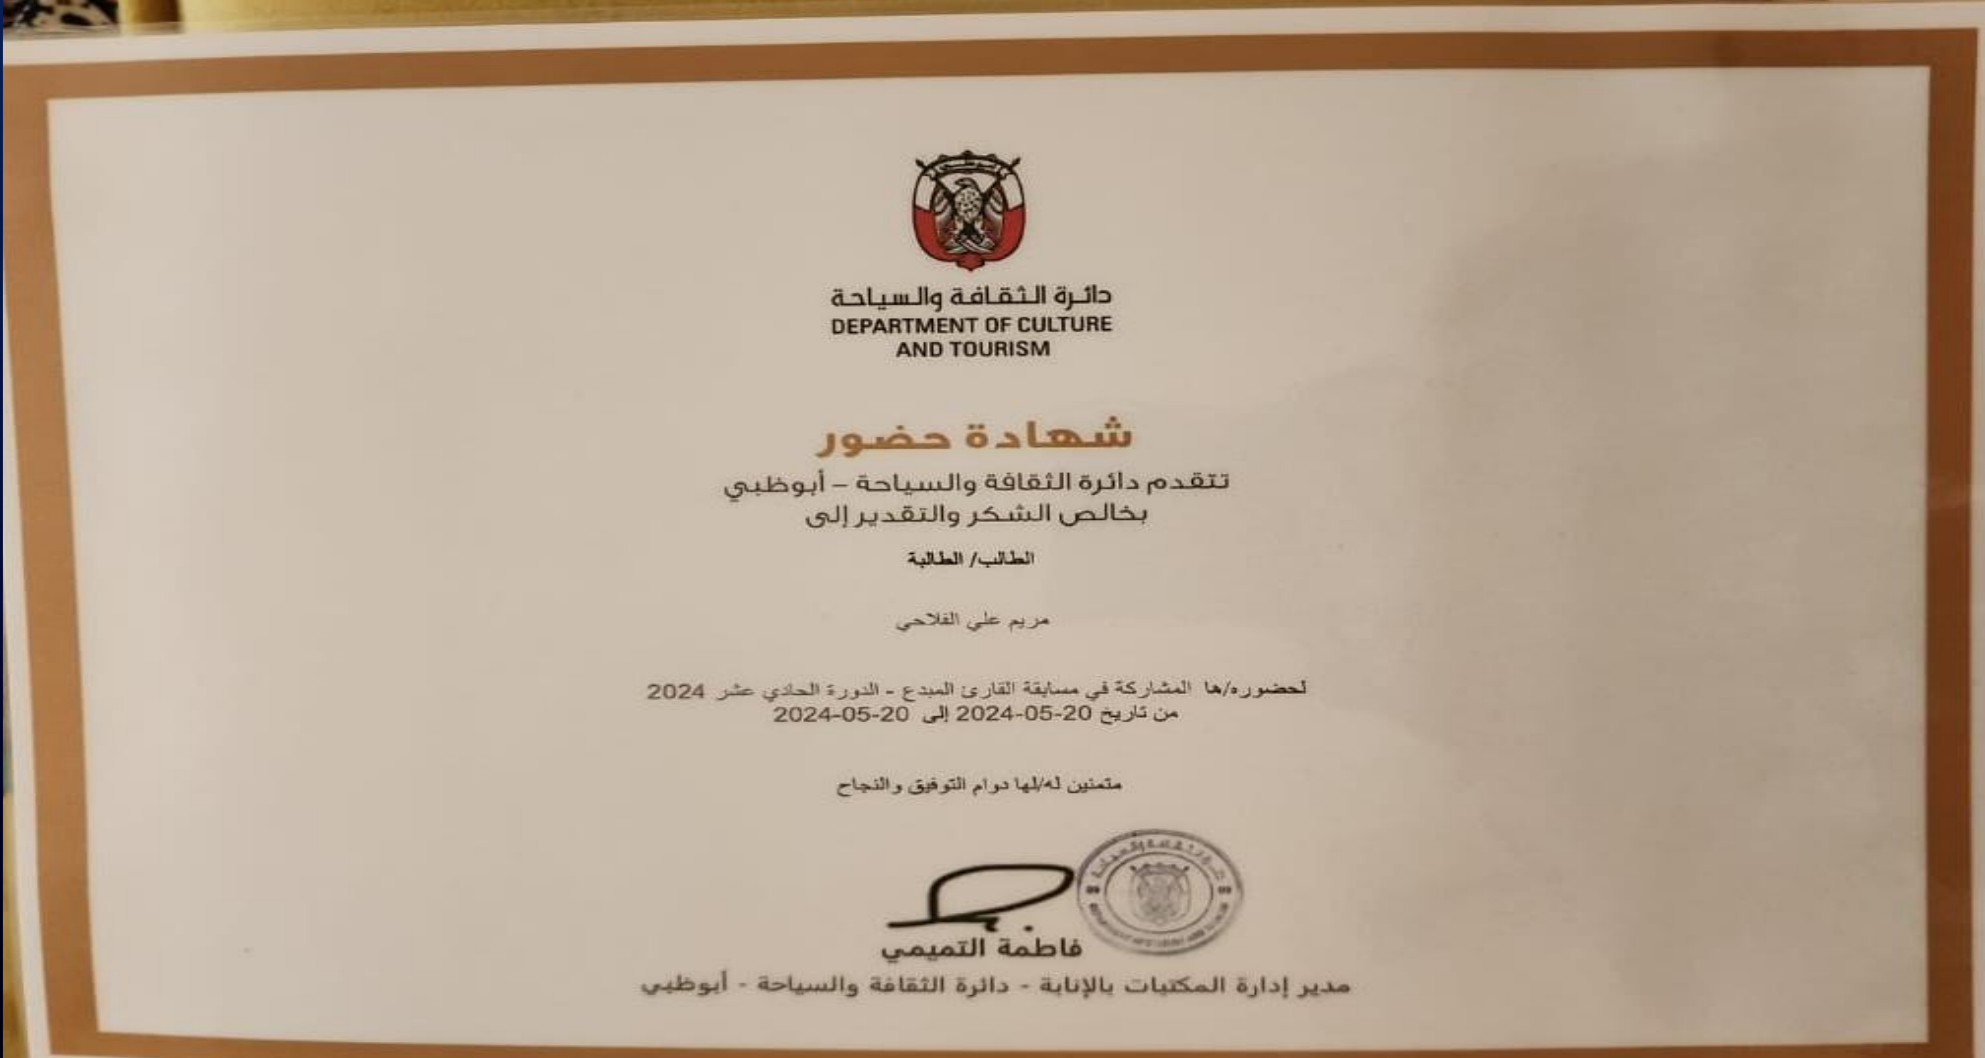 دائرة الثقافة والسياحة
DEPARTMENT OF CULTURE
AND TOURISM
شهادة حضور
تتقدم دائرة الثقافة والسياحة – أبوظبي
بخالص الشكر والتقدير إلى
الطالب/ الطالبة
مريم علي الفلاحي
لحضوره/ها المشاركة في مسابقة القارئ المبدع - الدورة الحادي عشر 2024
من تاريخ 20-05-2024 إلى 20-05-2024
متمنين له/لها دوام التوفيق والنجاح
فاطمة التميمي
مدير إدارة المكتبات بالإنابة - دائرة الثقافة والسياحة - أبوظبي